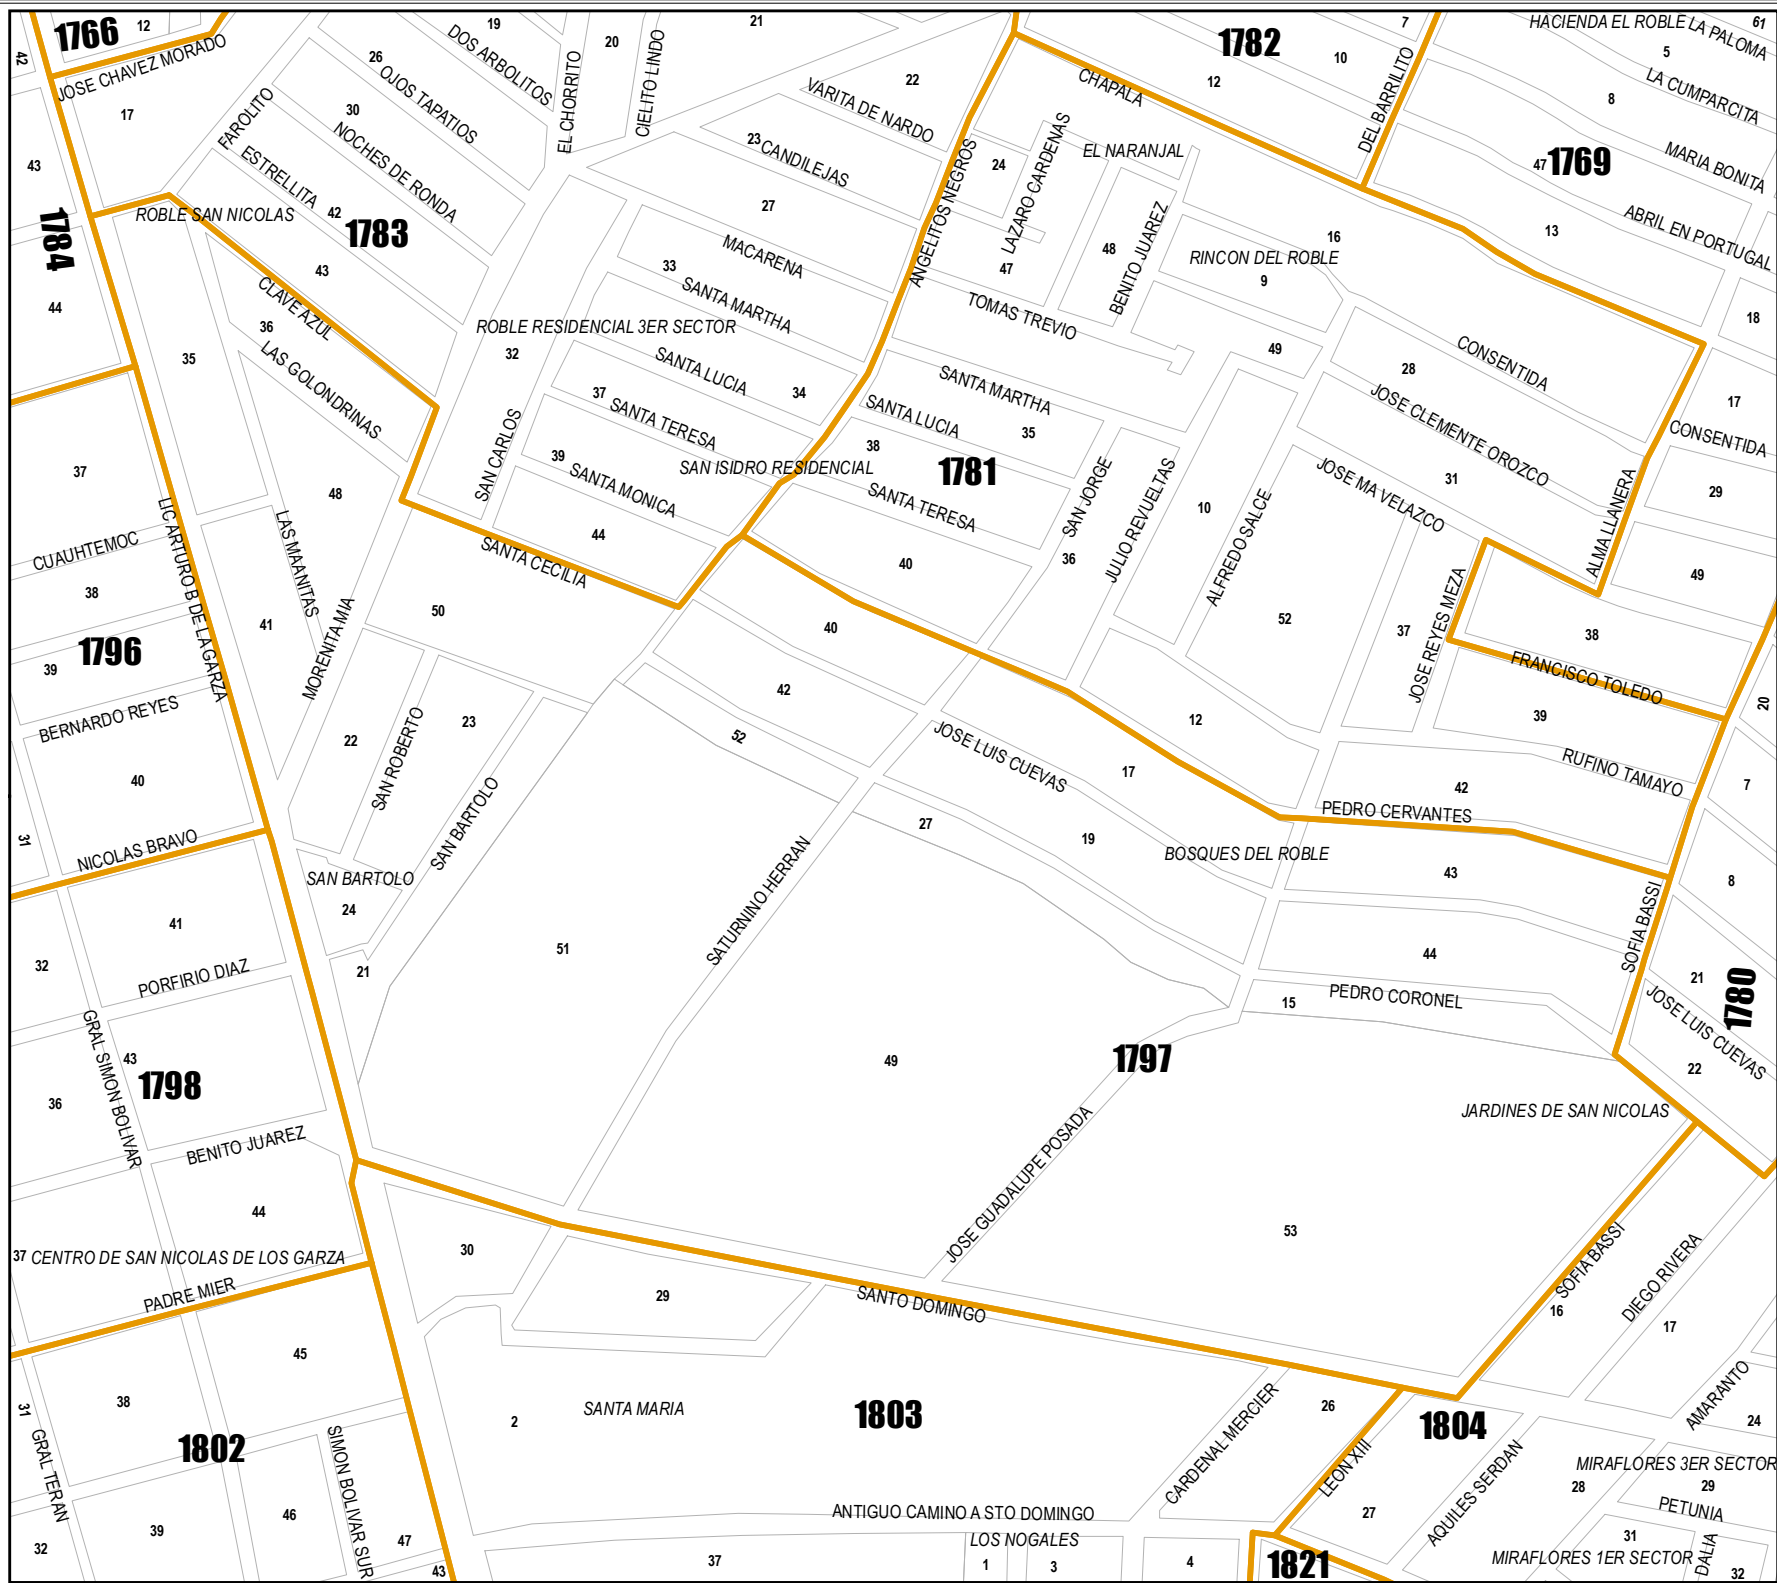 12
19
21
7
HACIENDA EL ROBLE
LA PALOMA
61
1766
JOSE CHAVEZ MORADO
42
26
DOS ARBOLITOS
20
EL CHORRITO
CIELITO LINDO
1782
10
5
OJOS TAPATIOS
22
CHAPALA
12
DEL BARRILITO
LA CUMPARCITA
8
17
FAROLITO
30
NOCHES DE RONDA
VARITA DE NARDO
23
CANDILEJAS
LAZARO CARDENAS
EL NARANJAL
47
1769
MARIA BONITA
43
ESTRELLITA
24
ANGELITOS NEGROS
1784
ROBLE SAN NICOLAS
42
1783
27
BENITO JUAREZ
16
13
ABRIL EN PORTUGAL
MACARENA
48
RINCON DEL ROBLE
43
33
47
9
44
CLAVE AZUL
SANTA MARTHA
TOMAS TREVIO
18
36
ROBLE RESIDENCIAL 3ER SECTOR
35
LAS GOLONDRINAS
32
SANTA LUCIA
49
28
CONSENTIDA
37
34
SANTA MARTHA
JOSE CLEMENTE OROZCO
17
SANTA TERESA
SANTA LUCIA
35
CONSENTIDA
SAN CARLOS
39
SAN ISIDRO RESIDENCIAL
38
1781
37
SANTA MONICA
SANTA TERESA
SAN JORGE
JULIO REVUELTAS
JOSE MA VELAZCO
31
29
48
10
ALFREDO SALCE
ALMA LLANERA
LIC ARTURO B DE LA GARZA
LAS MAANITAS
44
CUAUHTEMOC
SANTA CECILIA
40
36
49
38
50
JOSE REYES MEZA
41
40
52
37
38
1796
39
MORENITA MIA
FRANCISCO TOLEDO
42
20
BERNARDO REYES
23
12
39
22
SAN ROBERTO
52
JOSE LUIS CUEVAS
17
RUFINO TAMAYO
40
SAN BARTOLO
42
7
27
PEDRO CERVANTES
31
NICOLAS BRAVO
19
BOSQUES DEL ROBLE
43
SAN BARTOLO
8
24
SATURNINO HERRAN
41
51
SOFIA BASSI
32
21
44
21
1780
PORFIRIO DIAZ
15
PEDRO CORONEL
JOSE LUIS CUEVAS
GRAL SIMON BOLIVAR
43
1798
49
1797
22
36
JARDINES DE SAN NICOLAS
BENITO JUAREZ
JOSE GUADALUPE POSADA
44
53
37
CENTRO DE SAN NICOLAS DE LOS GARZA
30
SOFIA BASSI
DIEGO RIVERA
PADRE MIER
29
SANTO DOMINGO
16
17
45
38
31
2
SANTA MARIA
1803
CARDENAL MERCIER
26
1804
AMARANTO
24
GRAL TERAN
1802
SIMON BOLIVAR SUR
LEON XIII
AQUILES SERDAN
MIRAFLORES 3ER SECTOR
28
29
46
ANTIGUO CAMINO A STO DOMINGO
27
PETUNIA
39
47
LOS NOGALES
31
32
37
1
3
4
1821
MIRAFLORES 1ER SECTOR
DALIA
43
32